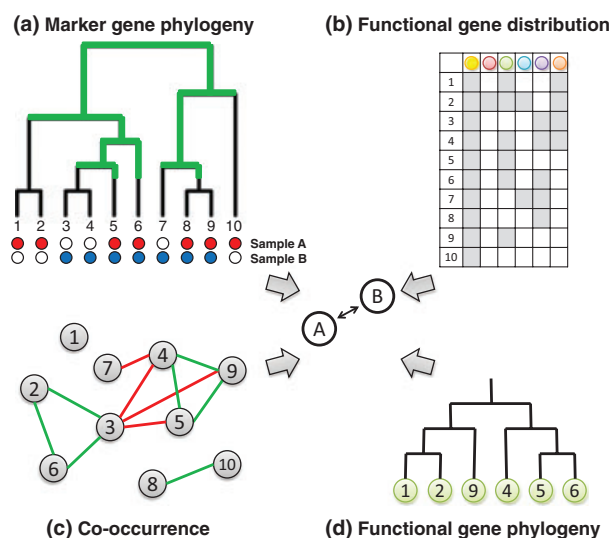 (a) Marker gene phylogeny
1 2 3 4 5 6 7 8 9 10
Sample A
Sample B
(b) Functional gene distribution
1
2
3
4
5
6
7
8
9
10
A
B
1
2
3
4
5
6
7
8
9
10
(c) Co-occurrence
1 2 9 4 5 6
(d) Functional gene phylogeny